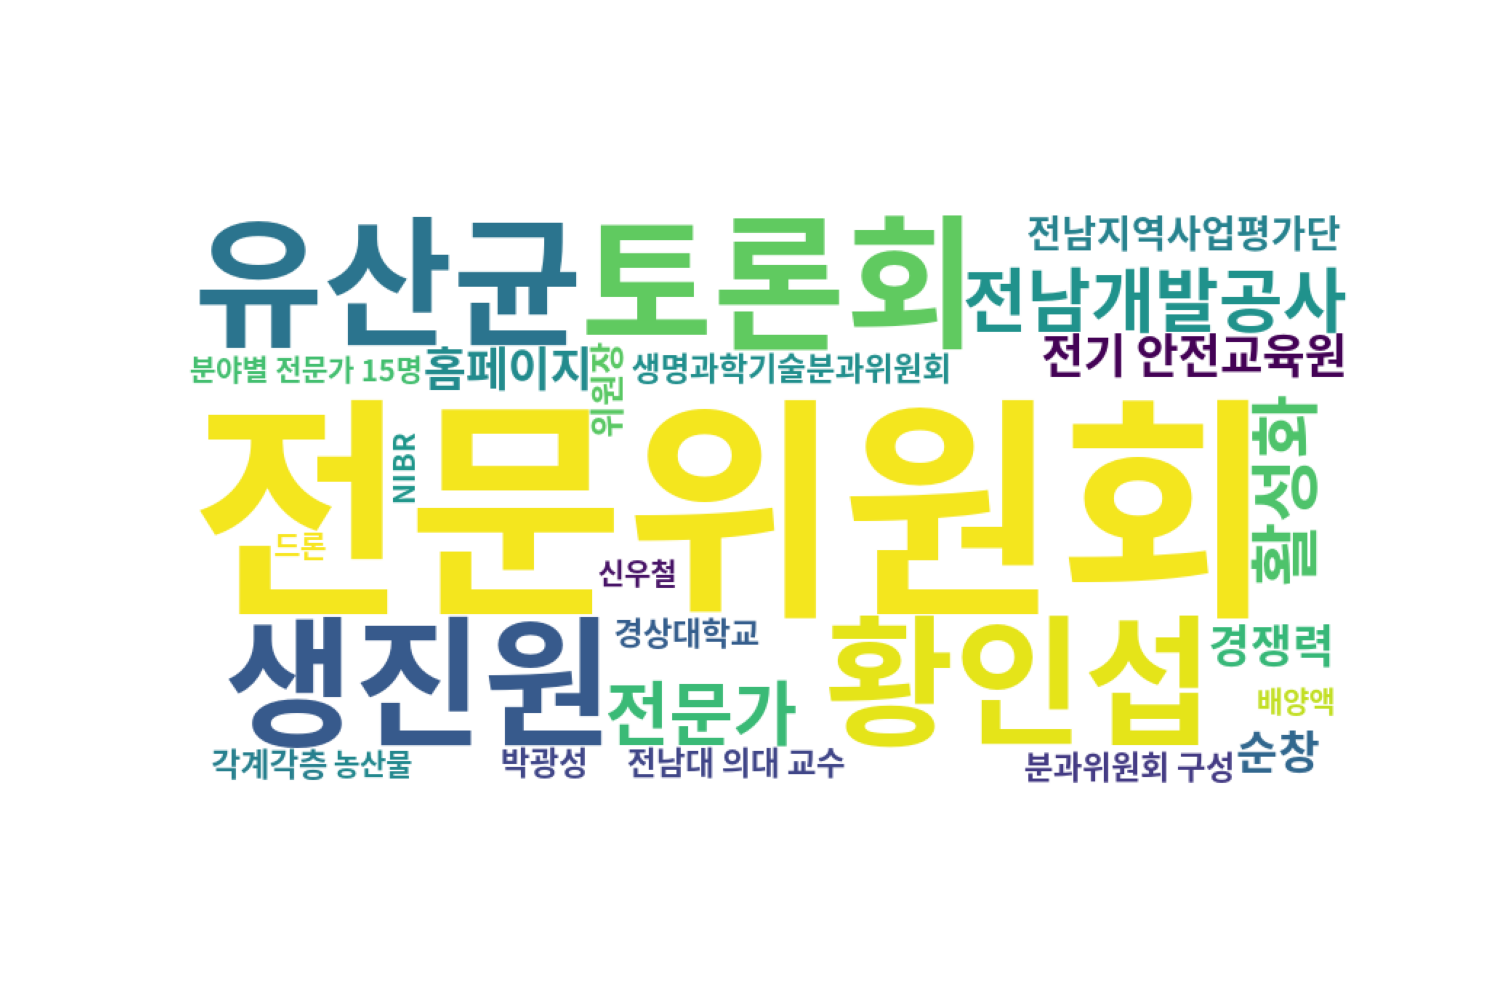 유산균
토론회
전남지역사업평가단
전남개발공사
전기 안전교육원
분야별 전문가 15명
홈페이지
위원장
생명과학기술분과위원회
전문위원회
NIBR
활성화
드론
신우철
생진원
경상대학교
황인섭
경쟁력
전문가
배양액
순창
각계각층
농산물
박광성
전남대 의대 교수
분과위원회 구성